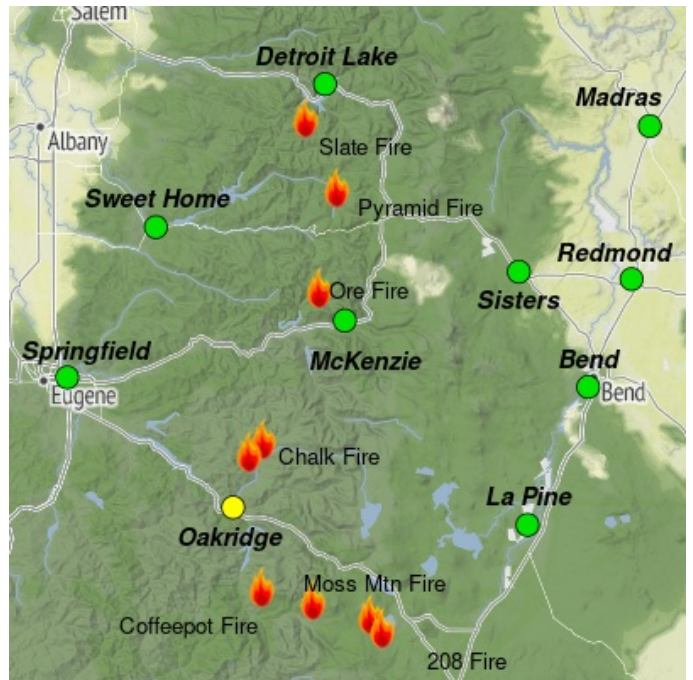 Salem
Detroit Lake
Madras
Albany
Slate Fire
Sweet Home
Pyramid Fire
Redmond
Ore Fire
Sisters
Springfield
McKenzie
Bend
Eugene
Bend
Chalk Fire
La Pine
Oakridge
Moss Mtn Fire
Coffeepot Fire
208 Fire